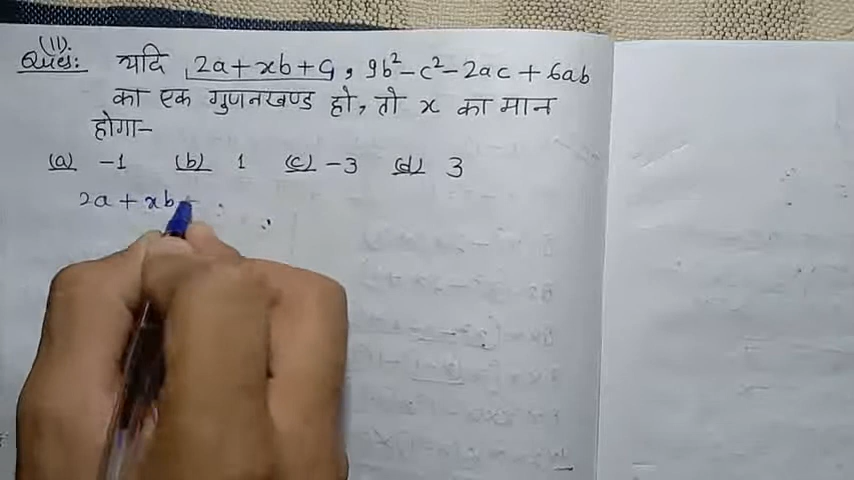 (11).
Ques: यदि 2a+xb+c, 9b²-c²-2ac+6ab
का एक गुणनखण्ड हो, तो x का मान
होगा-
(a) -1 (b) 1 (c) -3 (d) 3
2a + xb+